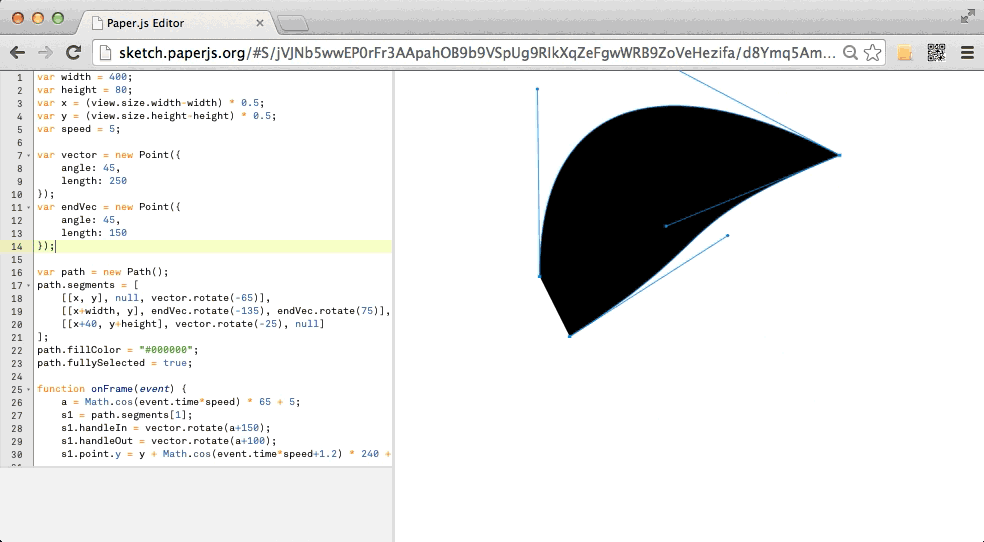 Paper.js Editor
sketch.paperjs.org/#S/jVJNb5wwEP0rFr3AApahOB9b9VSpUg9RlkXqZeFgwWRB9ZoVeHezifa/d8Ymq5Am...
1 var width = 400;
2 var height = 80;
3 var x = (view.size.width-width) * 0.5;
4 var y = (view.size.height-height) * 0.5;
5 var speed = 5;
6
7 var vector = new Point({
8 angle: 45,
9 length: 250
10 });
11 var endVec = new Point({
12 angle: 45,
13 length: 150
14 });
15
16 var path = new Path();
17 path.segments = [
18 [[x, y], null, vector.rotate(-65)],
19 [[x+width, y], endVec.rotate(-135), endVec.rotate(75)],
20 [[x+40, y+height], vector.rotate(-25), null]
21 ];
22 path.fillColor = "#000000";
23 path.fullySelected = true;
24
25 function onFrame(event) {
26 a = Math.cos(event.time*speed) * 65 + 5;
27 s1 = path.segments[1];
28 s1.handleIn = vector.rotate(a+150);
29 s1.handleOut = vector.rotate(a+100);
30 s1.point.y = y + Math.cos(event.time*speed+1.2) * 240 +